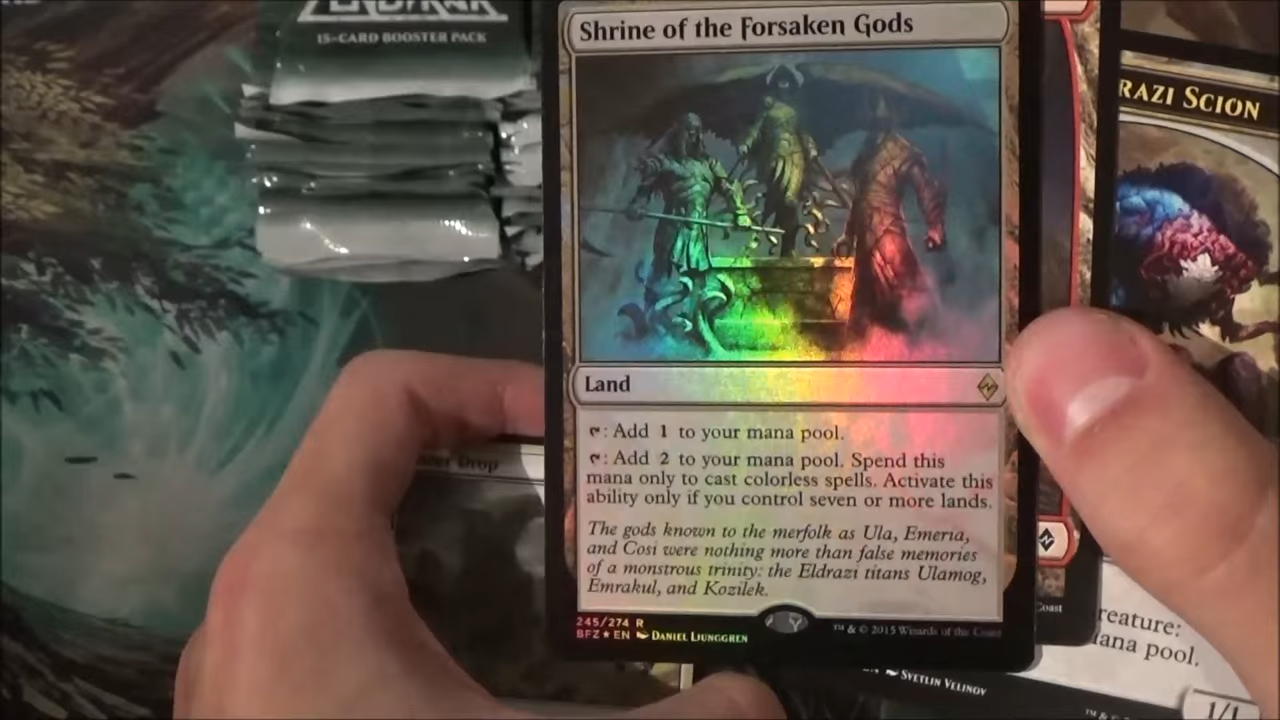 15-CARD BOOSTER PACK
Shrine of the Forsaken Gods
RAZI SCION
Land
: Add 1 to your mana pool.
: Add 2 to your mana pool. Spend this
mana only to cast colorless spells. Activate this
ability only if you control seven or more lands.
The gods known to the merfolk as Ula, Emeria,
and Cosi were nothing more than false memories
of a monstrous trinity: the Eldrazi titans Ulamog,
Emrakul, and Kozilek.
245/274 R
BFZ ★ EN DANIEL LJUNGGREN
™ & © 2015 Wizards of the Coast
Drop
Coast
reature:
ana pool.
EN SVETLIN VELINOV
™ &
1/1